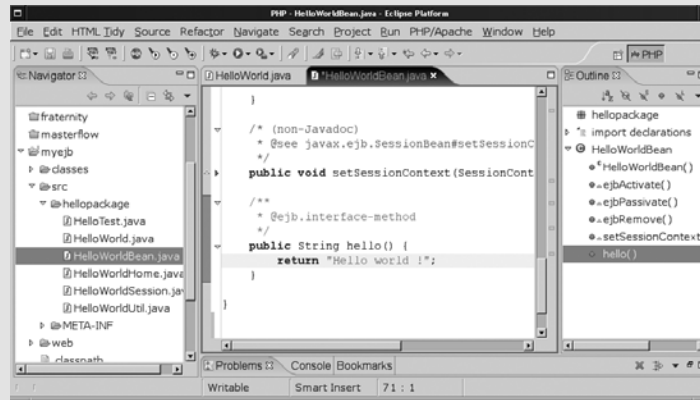 PHP - HelloWorldBean.java - Eclipse Platform
File Edit HTML Tidy Source Refactor Navigate Search Project Run PHP/Apache Window Help
PHP
Navigator
fraternity
masterflow
myejb
classes
src
hellopackage
HelloTest.java
HelloWorld.java
HelloWorldBean.java
HelloWorldHome.java
HelloWorldSession.jav
HelloWorldUtil.java
META-INF
web
.classpath
HelloWorld.java *HelloWorldBean.java
}
/* (non-Javadoc)
* @see javax.ejb.SessionBean#setSessionC
*/
public void setSessionContext(SessionCont
/**
* @ejb.interface-method
*/
public String hello() {
return "Hello world !";
}
}
Outline
hellopackage
import declarations
HelloWorldBean
HelloWorldBean()
ejbActivate()
ejbPassivate()
ejbRemove()
setSessionContext
hello()
Problems Console Bookmarks
Writable Smart Insert 71 : 1